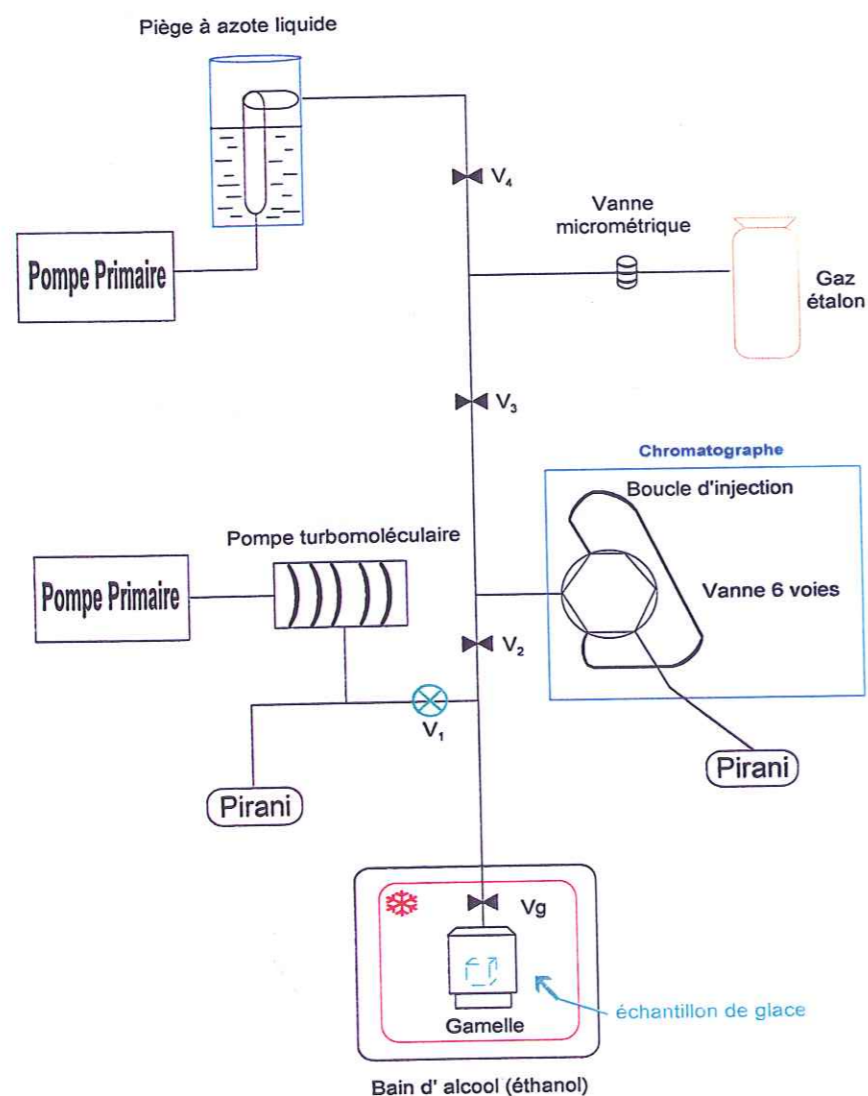 Piège à azote liquide
V₄
Vanne
micrométrique
Pompe Primaire
Gaz
étalon
V₃
Chromatographe
Boucle d'injection
Pompe turbomoléculaire
Pompe Primaire
Vanne 6 voies
V₂
V₁
Pirani
Pirani
Vg
échantillon de glace
Gamelle
Bain d' alcool (éthanol)